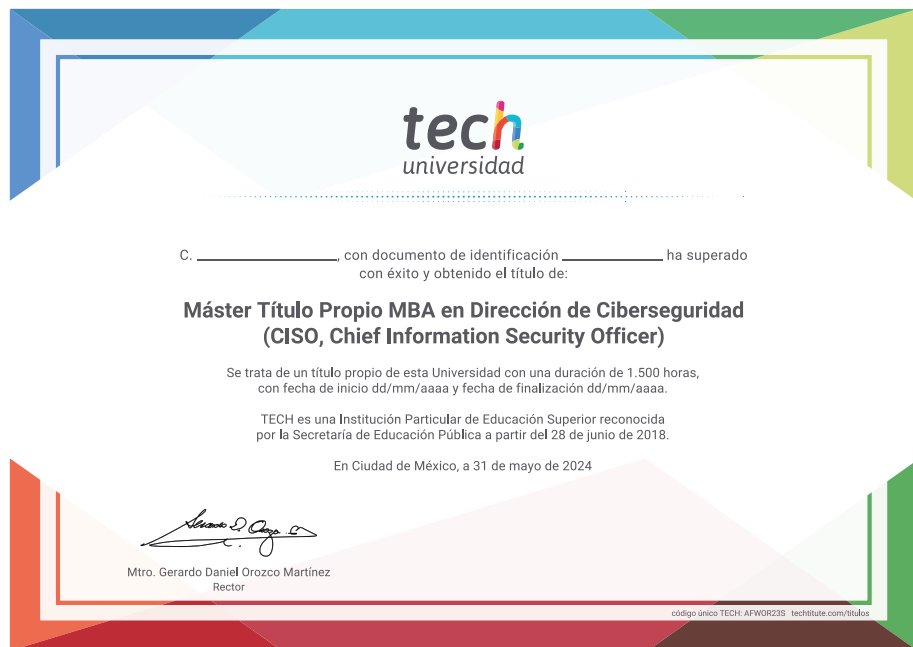 tech
universidad
C. ____________________, con documento de identificación ______________ ha superado
con éxito y obtenido el título de:
Máster Título Propio MBA en Dirección de Ciberseguridad
(CISO, Chief Information Security Officer)
Se trata de un título propio de esta Universidad con una duración de 1.500 horas,
con fecha de inicio dd/mm/aaaa y fecha de finalización dd/mm/aaaa.
TECH es una Institución Particular de Educación Superior reconocida
por la Secretaría de Educación Pública a partir del 28 de junio de 2018.
En Ciudad de México, a 31 de mayo de 2024
Mtro. Gerardo Daniel Orozco Martínez
Rector
código único TECH: AFWOR23S techtitute.com/titulos